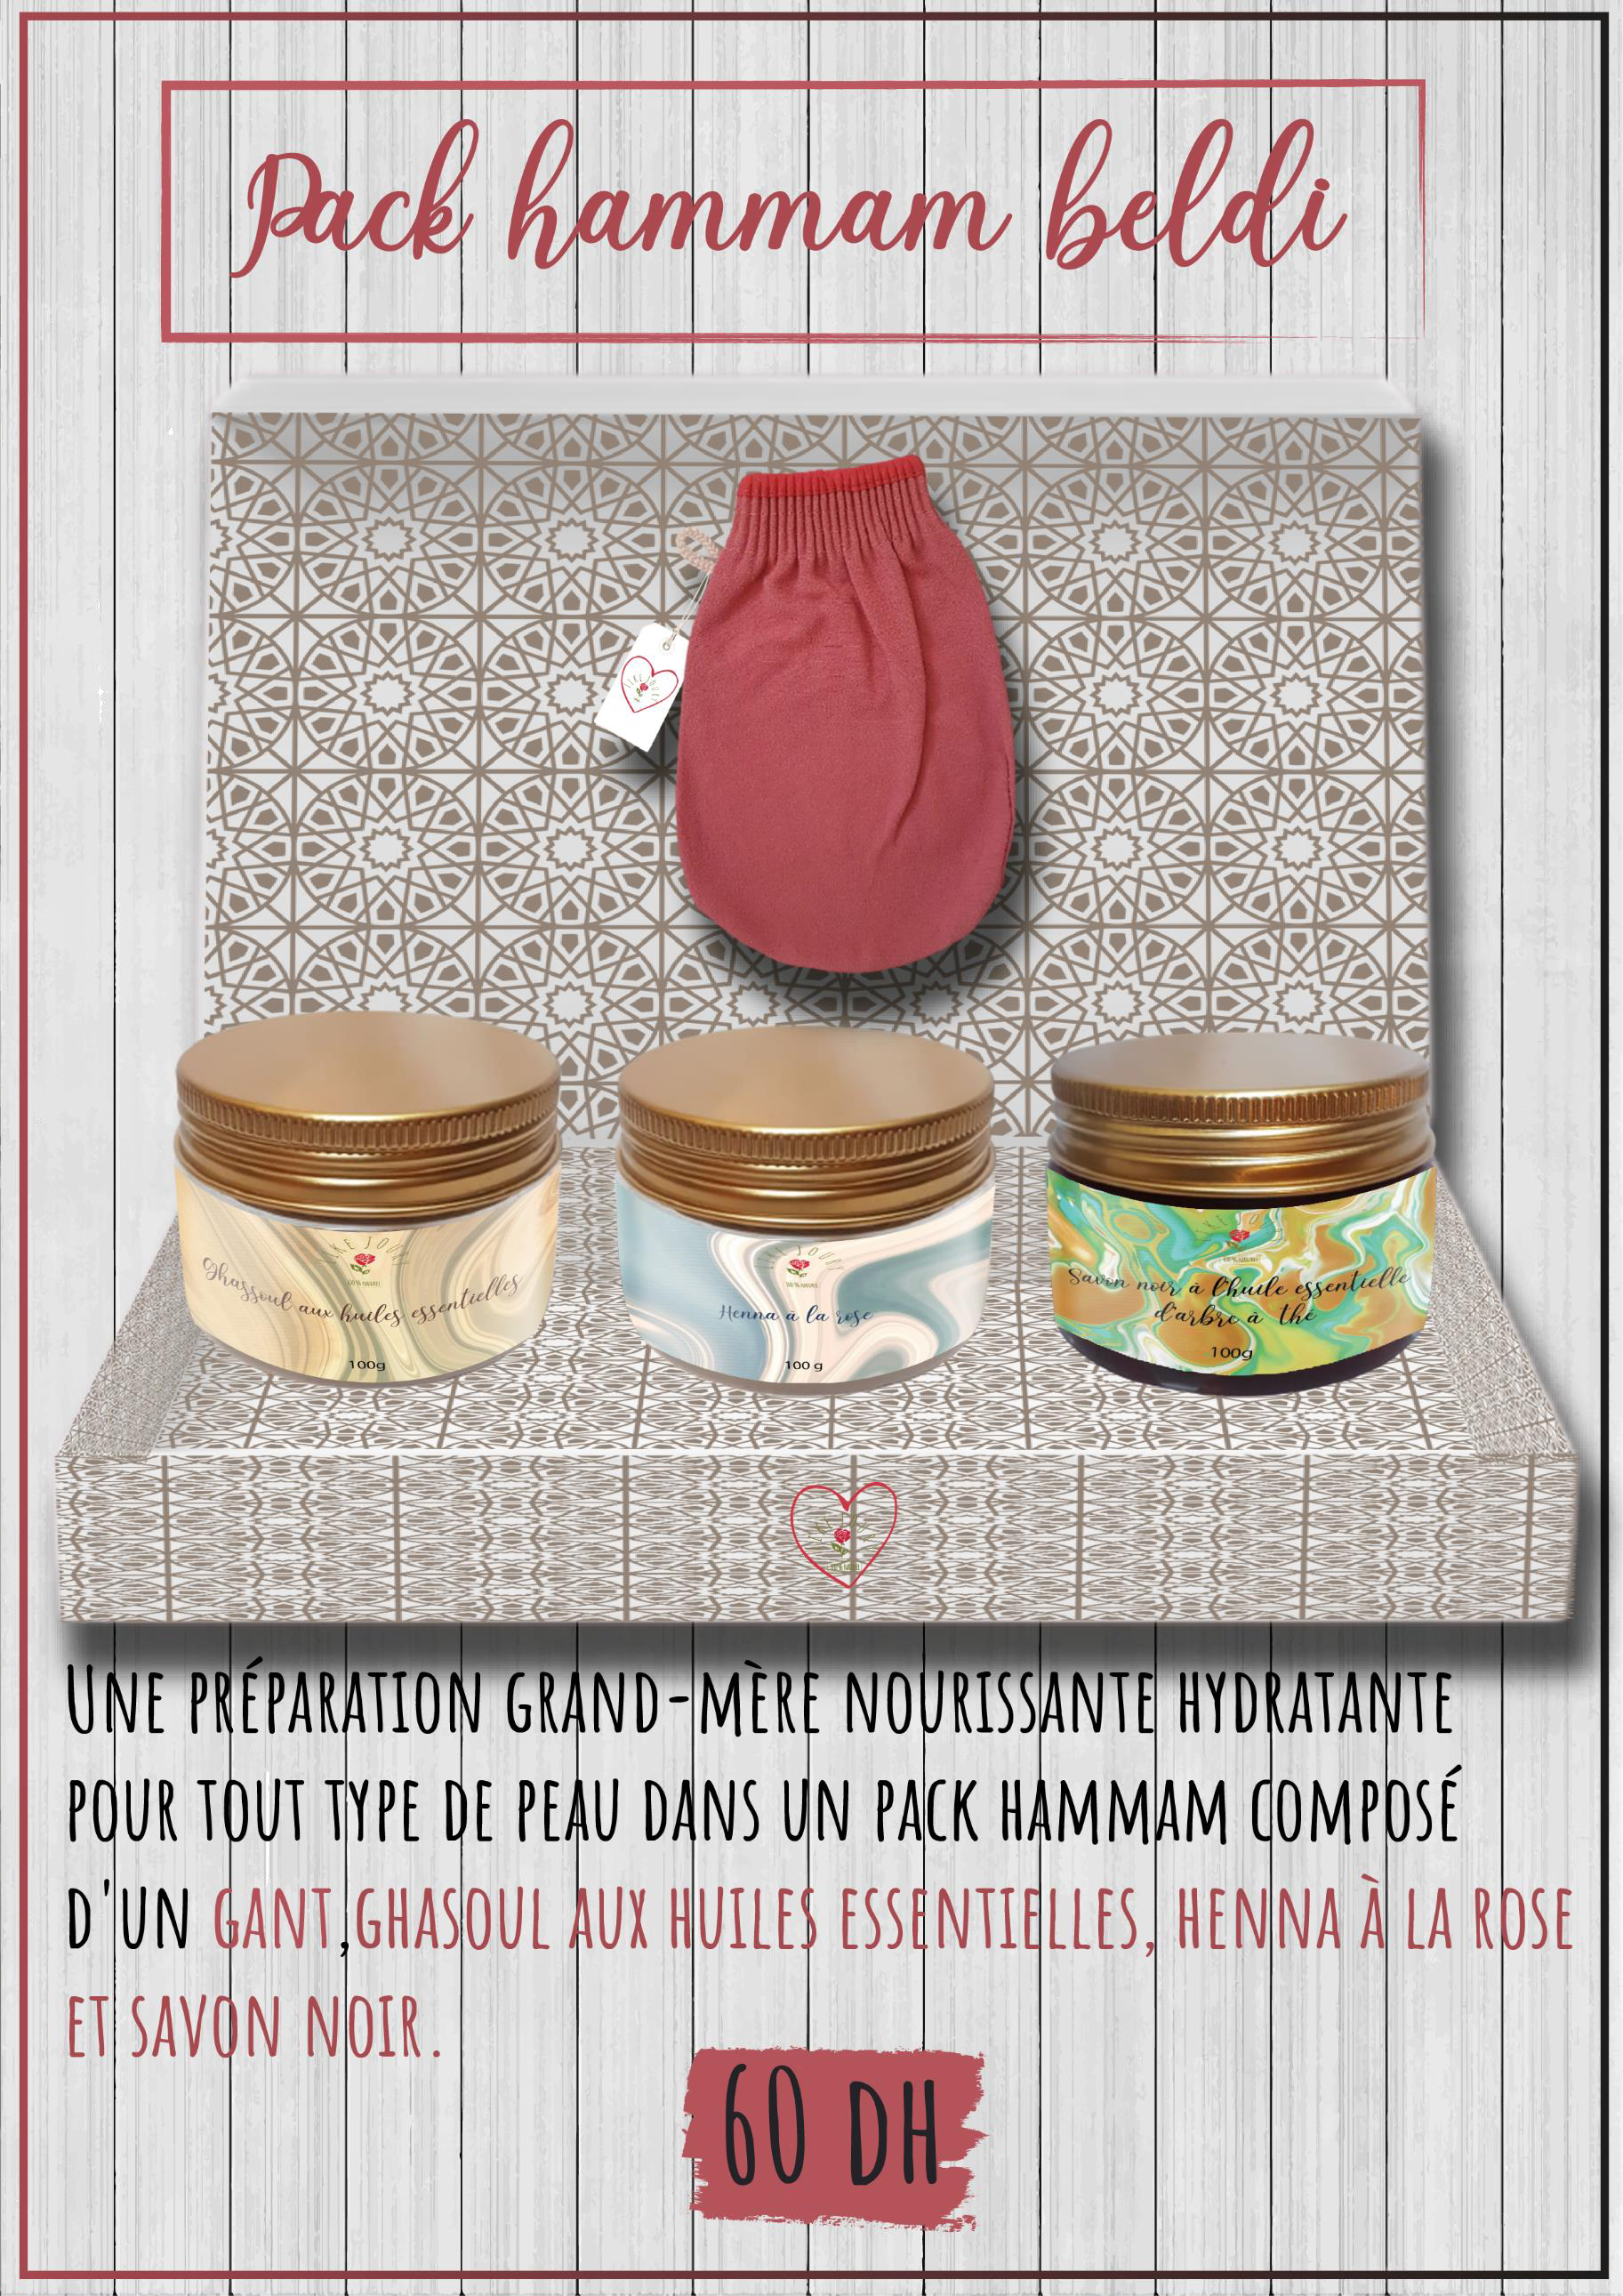 Pack hammam beldi
Ghassoul aux huiles essentielles
100g
Henna à la rose
100 g
Savon noir à l'huile essentielle
d'arbre à thé
100g
UNE PRÉPARATION GRAND-MÈRE NOURISSANTE HYDRATANTE
POUR TOUT TYPE DE PEAU DANS UN PACK HAMMAM COMPOSÉ
D'UN GANT,GHASOUL AUX HUILES ESSENTIELLES, HENNA À LA ROSE
ET SAVON NOIR.
60 DH